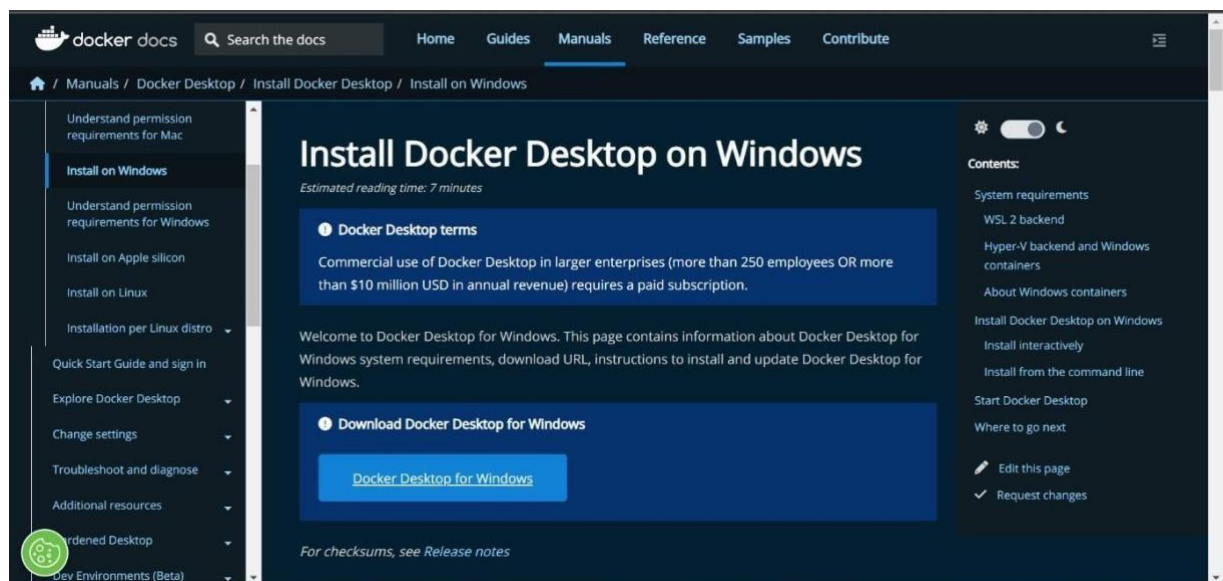 docker docs
Search the docs
Home
Guides
Manuals
Reference
Samples
Contribute
/ Manuals / Docker Desktop / Install Docker Desktop / Install on Windows
Understand permission
requirements for Mac
Install on Windows
Understand permission
requirements for Windows
Install on Apple silicon
Install on Linux
Installation per Linux distro
Quick Start Guide and sign in
Explore Docker Desktop
Change settings
Troubleshoot and diagnose
Additional resources
Desktop
Dev Environments (Beta)
Install Docker Desktop on Windows
Estimated reading time: 7 minutes
Docker Desktop terms
Commercial use of Docker Desktop in larger enterprises (more than 250 employees OR more
than $10 million USD in annual revenue) requires a paid subscription.
Welcome to Docker Desktop for Windows. This page contains information about Docker Desktop for
Windows system requirements, download URL, instructions to install and update Docker Desktop for
Windows.
Download Docker Desktop for Windows
Docker Desktop for Windows
For checksums, see Release notes
Contents:
System requirements
WSL 2 backend
Hyper-V backend and Windows
containers
About Windows containers
Install Docker Desktop on Windows
Install interactively
Install from the command line
Start Docker Desktop
Where to go next
Edit this page
Request changes